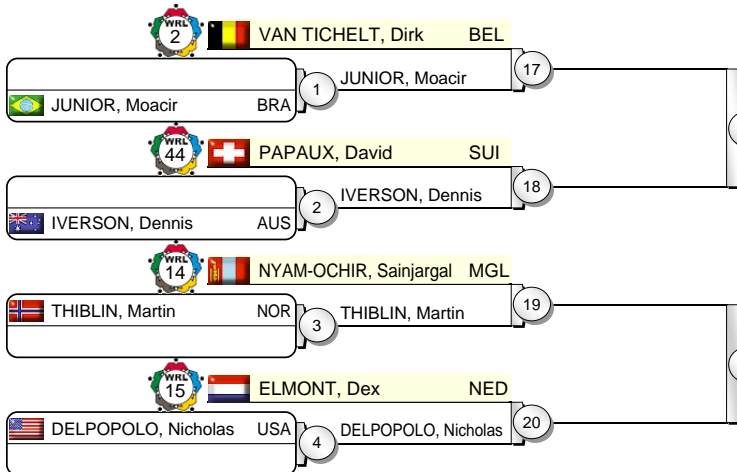 WRL
2
VAN TICHELT, Dirk BEL
17
1
JUNIOR, Moacir
JUNIOR, Moacir BRA
WRL
44
PAPAUX, David SUI
18
2
IVERSON, Dennis
IVERSON, Dennis AUS
WRL
14
NYAM-OCHIR, Sainjargal MGL
19
THIBLIN, Martin NOR
3
THIBLIN, Martin
WRL
15
ELMONT, Dex NED
20
DELPOPOLO, Nicholas USA
4
DELPOPOLO, Nicholas